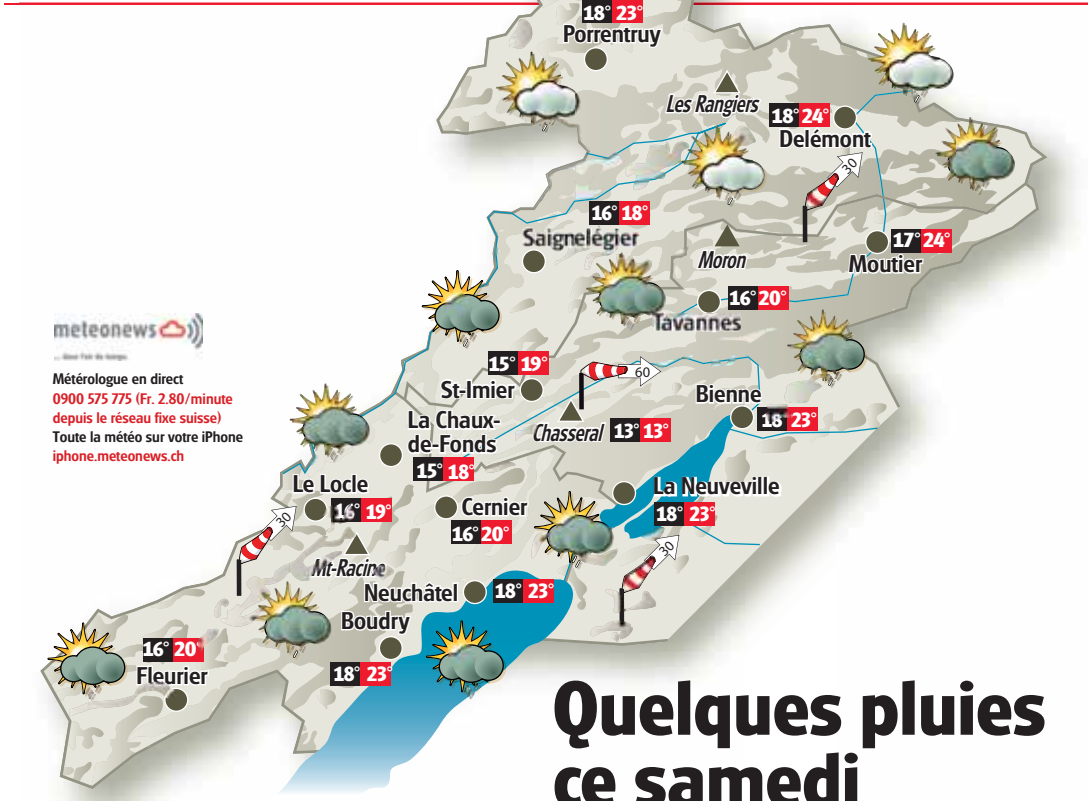 18° 23°
Porrentruy
Les Rangiers
18° 24°
Delémont
30
16° 18°
Saignelégier
Moron
17° 24°
Moutier
16° 20°
Tavannes
meteonews
... dans l'air du temps.
Météorologue en direct
0900 575 775 (Fr. 2.80/minute
depuis le réseau fixe suisse)
Toute la météo sur votre iPhone
iphone.meteonews.ch
15° 19°
St-Imier
60
Chasseral 13° 13°
Bienne
18° 23°
La Chaux-
de-Fonds
15° 18°
Le Locle
16° 19°
30
Mt-Racine
Cernier
16° 20°
La Neuveville
18° 23°
30
Neuchâtel 18° 23°
Boudry
18° 23°
16° 20°
Fleurier
Quelques pluies
ce samedi